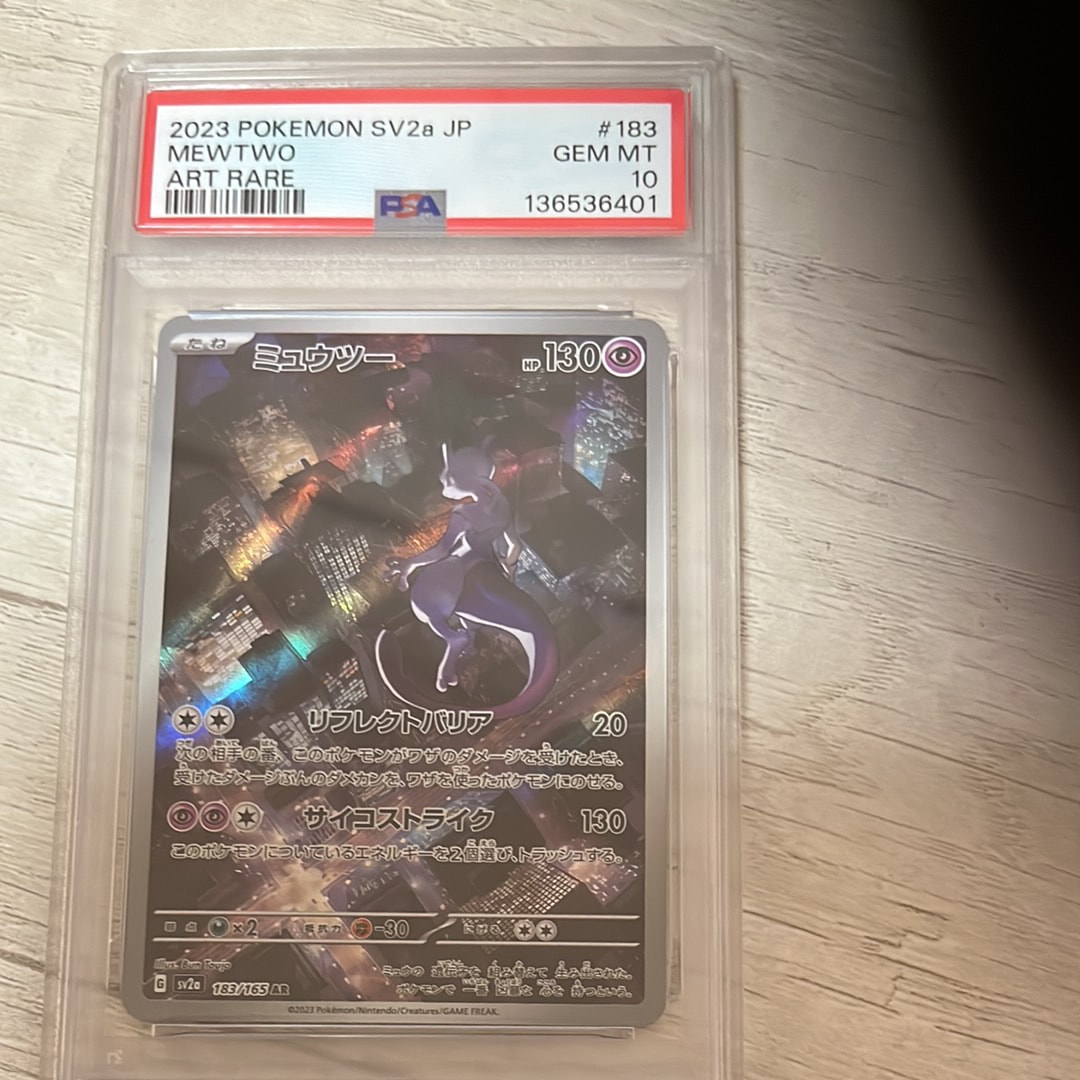 2023 POKEMON SV2a JP #183
MEWTWO GEM MT
ART RARE 10
PSA 136536401
たね ミュウツー HP130
リフレクトバリア 20
次の相手の番、このポケモンがワザのダメージを受けたとき、
受けたダメージぶんのダメカンを、ワザを使ったポケモンにのせる。
サイコストライク 130
このポケモンについているエネルギーを2個選び、トラッシュする。
弱点 ×2 抵抗力 -30 にげる
Illus.
G sv2a 183/165 AR
ミュウの 遺伝子を 組み替えて 生み出された。
ポケモンで 一番 凶暴な 心を 持つという。
©2023 Pokémon/Nintendo/Creatures/GAME FREAK.